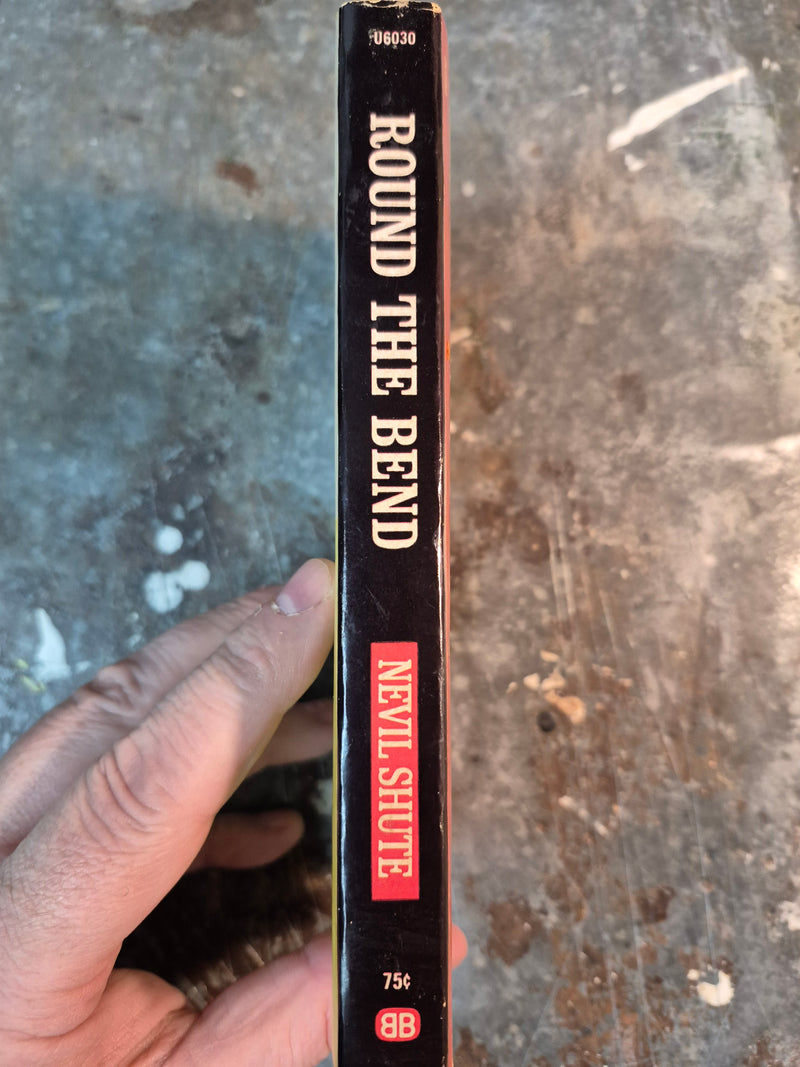 U6030
ROUND THE BEND
NEVIL SHUTE
75¢
BB